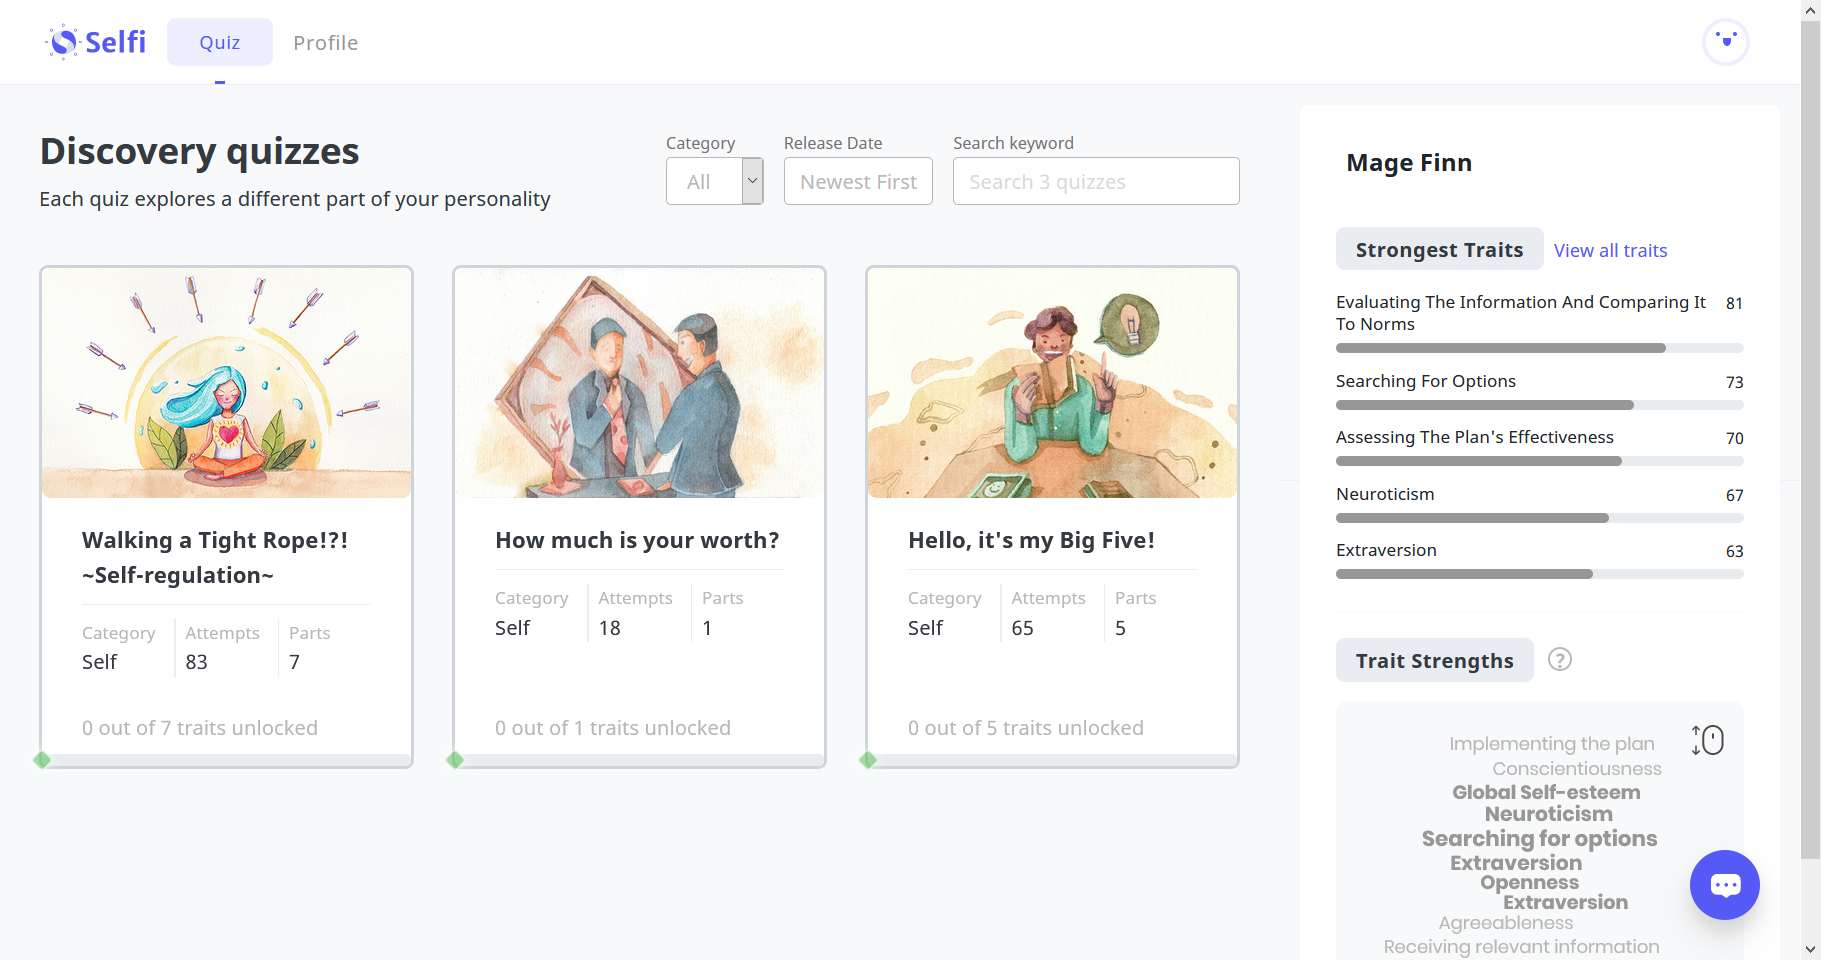 Selfi
Quiz
Profile
Discovery quizzes
Each quiz explores a different part of your personality
Category
All
Release Date
Newest First
Search keyword
Search 3 quizzes
Walking a Tight Rope!?!
~Self-regulation~
Category
Attempts
Parts
Self
83
7
0 out of 7 traits unlocked
How much is your worth?
Category
Attempts
Parts
Self
18
1
0 out of 1 traits unlocked
Hello, it's my Big Five!
Category
Attempts
Parts
Self
65
5
0 out of 5 traits unlocked
Mage Finn
Strongest Traits
View all traits
Evaluating The Information And Comparing It
To Norms
81
Searching For Options
73
Assessing The Plan's Effectiveness
70
Neuroticism
67
Extraversion
63
Trait Strengths
?
Implementing the plan
Conscientiousness
Global Self-esteem
Neuroticism
Searching for options
Extraversion
Openness
Extraversion
Agreeableness
Receiving relevant information